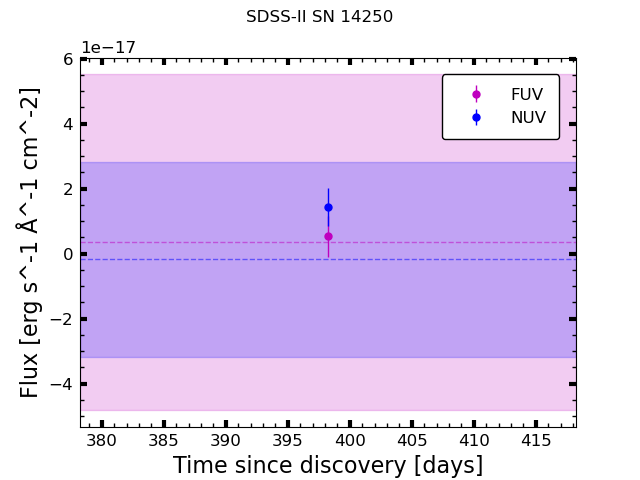 SDSS-II SN 14250
1e−17
6
4
2
0
−2
−4
Flux [erg s^-1 Å^-1 cm^-2]
FUV
NUV
380 385 390 395 400 405 410 415
Time since discovery [days]